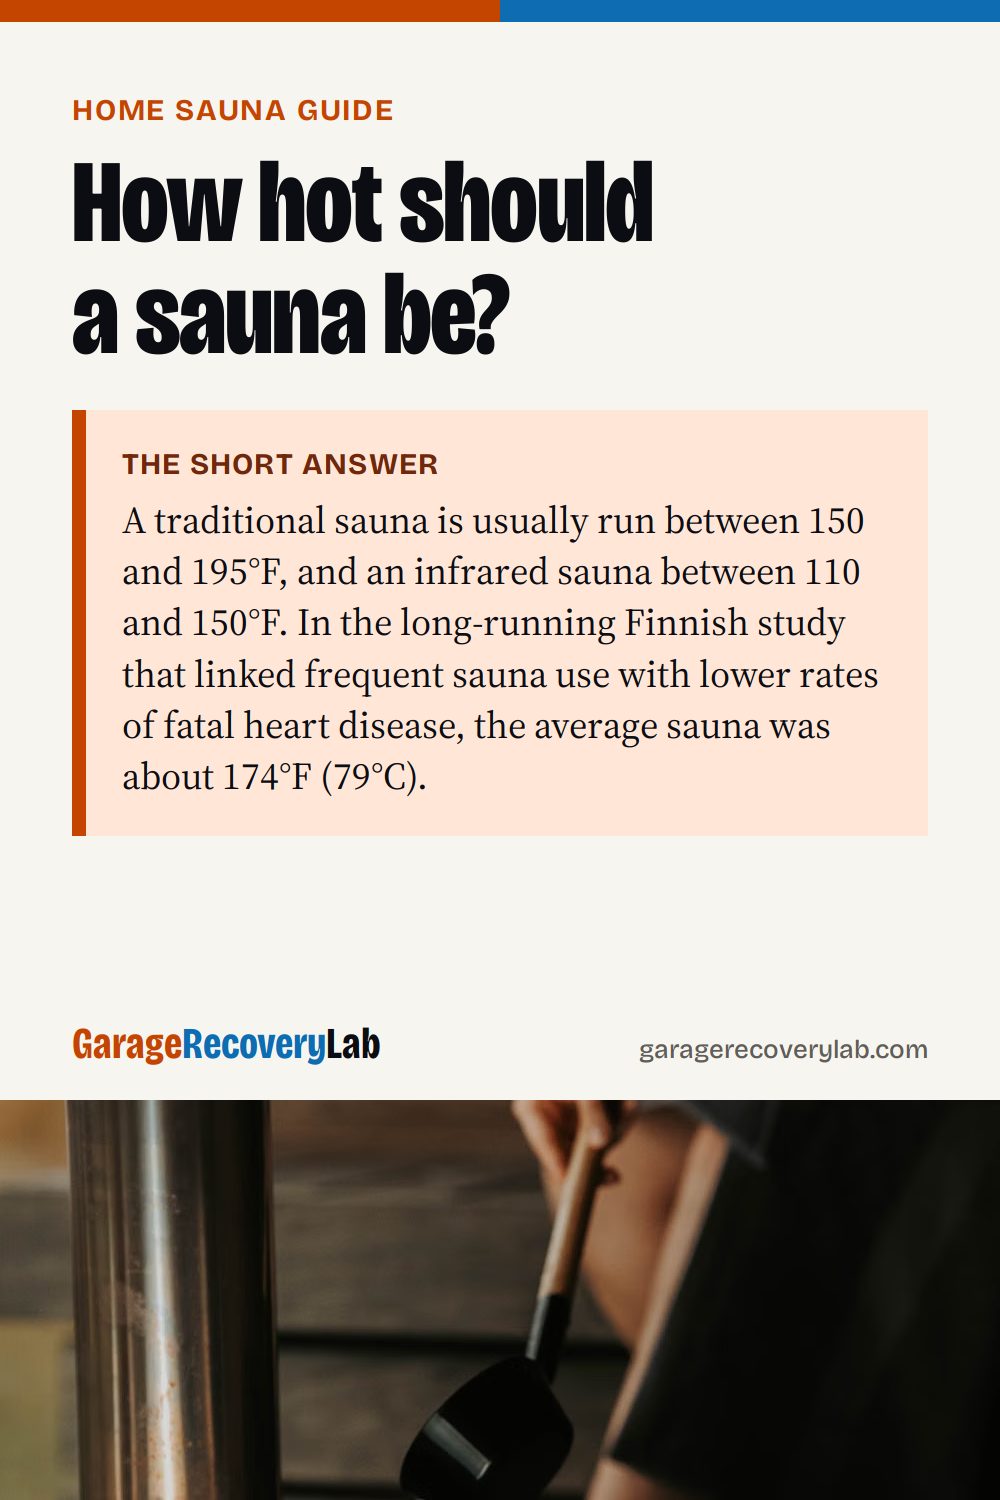 HOME SAUNA GUIDE
How hot should
a sauna be?
THE SHORT ANSWER
A traditional sauna is usually run between 150
and 195°F, and an infrared sauna between 110
and 150°F. In the long-running Finnish study
that linked frequent sauna use with lower rates
of fatal heart disease, the average sauna was
about 174°F (79°C).
GarageRecoveryLab
garagerecoverylab.com